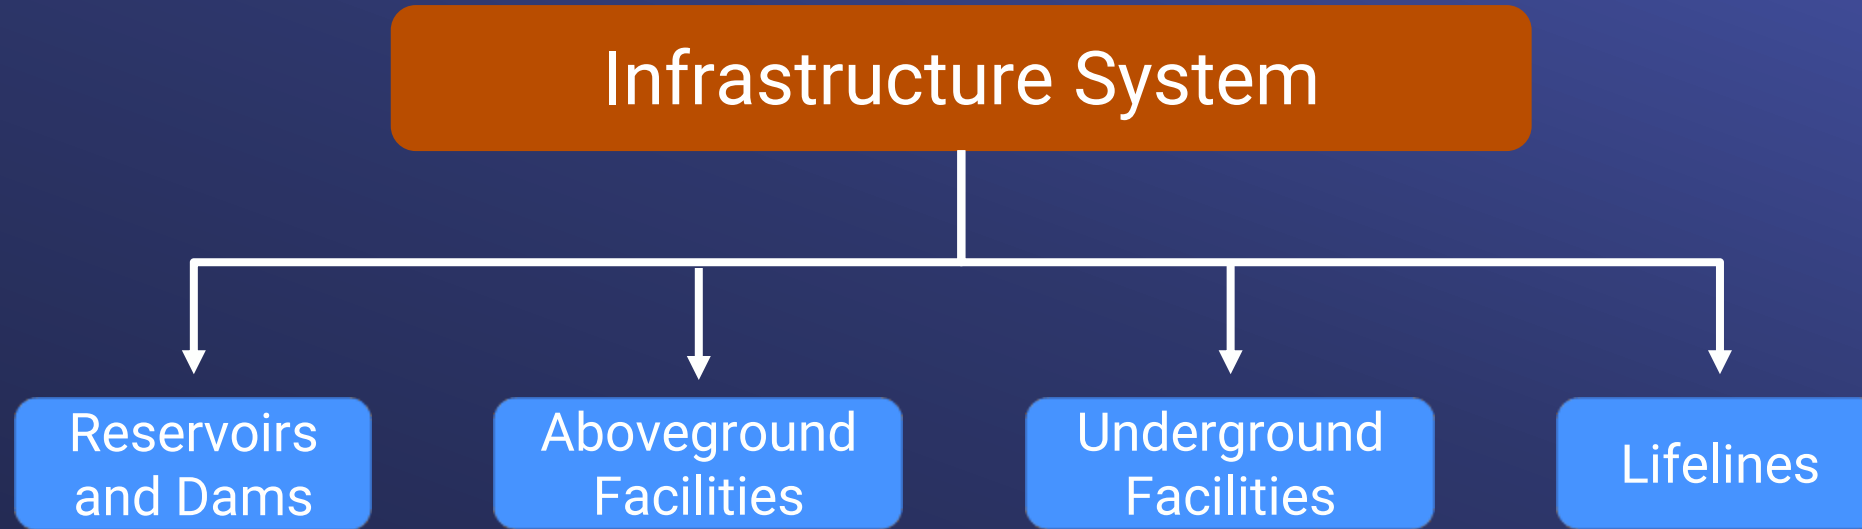 Infrastructure System
Reservoirs
and Dams
Aboveground
Facilities
Underground
Facilities
Lifelines